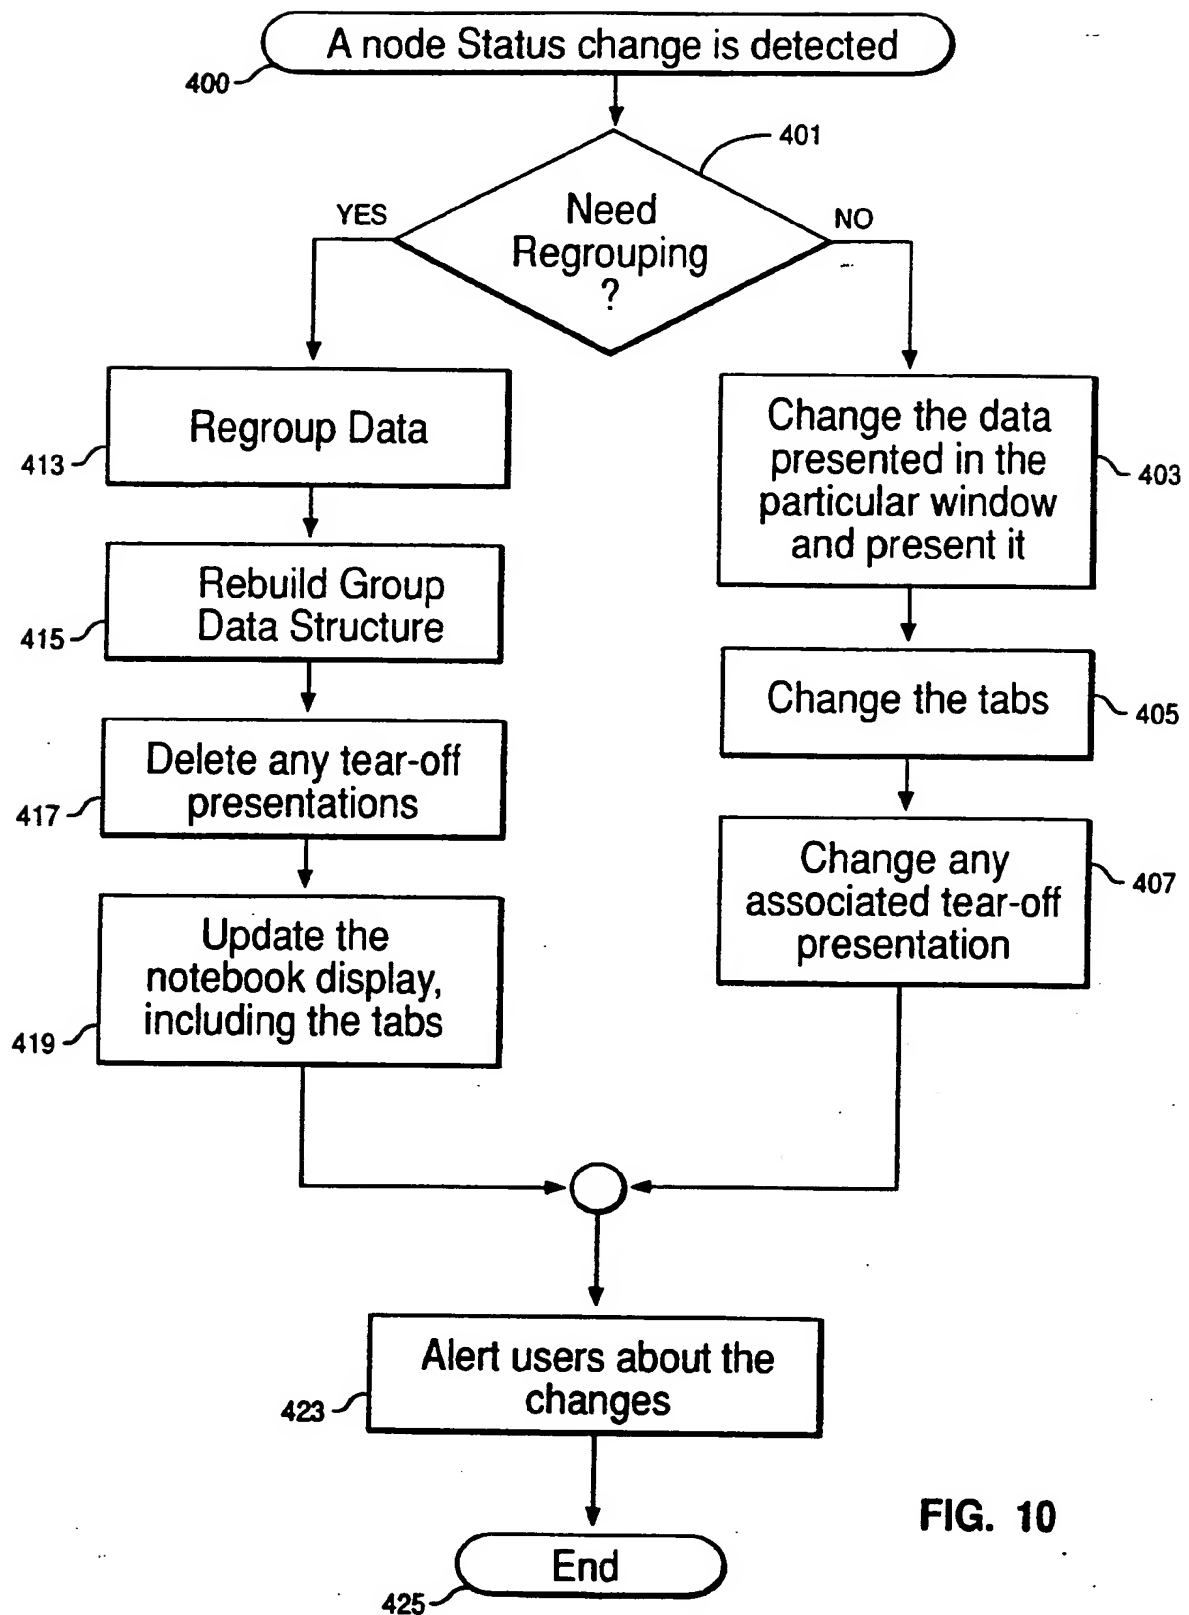 A node Status change is detected
400
401
YES
Need
NO
Regrouping
?
Regroup Data
413
Change the data
presented in the
particular window
and present it
403
Rebuild Group
Data Structure
415
Change the tabs
405
Delete any tear-off
presentations
417
Change any
associated tear-off
presentation
407
Update the
notebook display,
including the tabs
419
Alert users about the
changes
423
FIG. 10
End
425